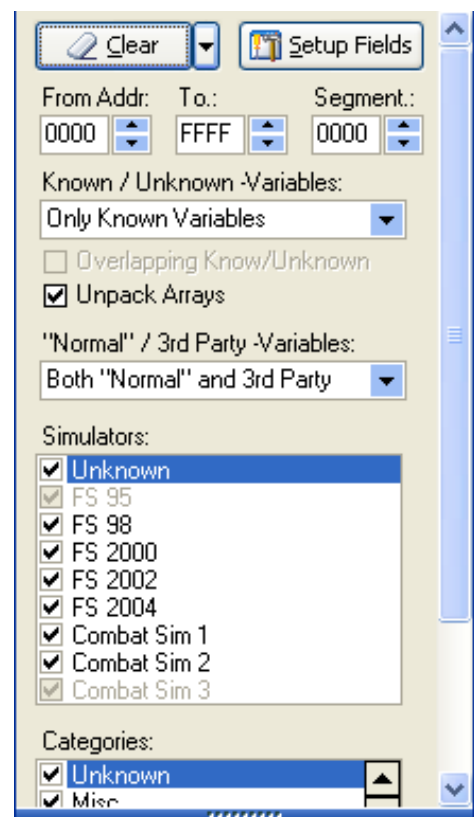 Clear Setup Fields
From Addr: To.: Segment.:
0000 FFFF 0000
Known / Unknown -Variables:
Only Known Variables
Overlapping Know/Unknown
Unpack Arrays
"Normal" / 3rd Party -Variables:
Both "Normal" and 3rd Party
Simulators:
Unknown
FS 95
FS 98
FS 2000
FS 2002
FS 2004
Combat Sim 1
Combat Sim 2
Combat Sim 3
Categories:
Unknown
Misc